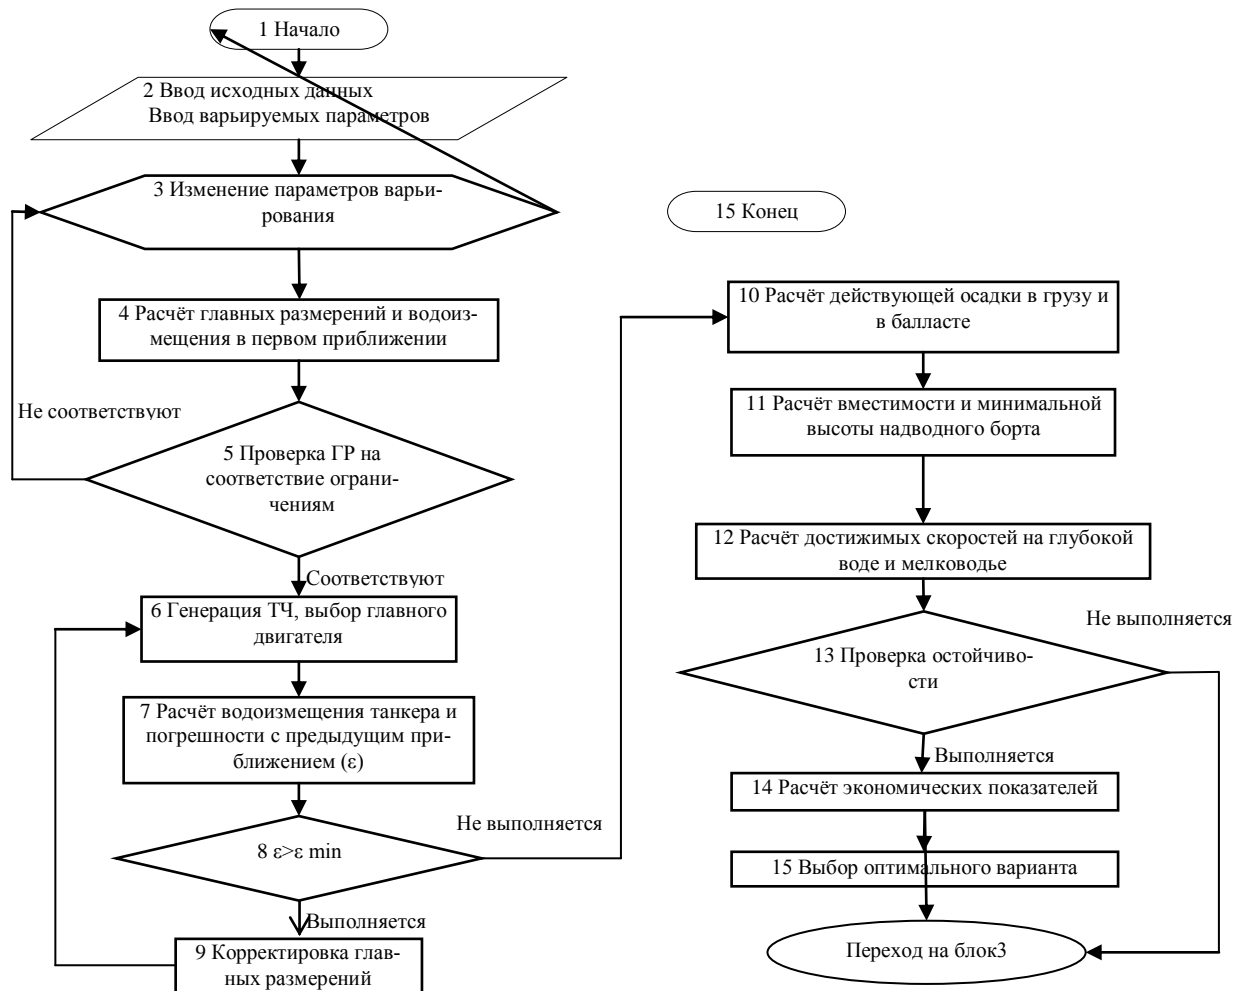 1 Начало
2 Ввод исходных данных
Ввод варьируемых параметров
3 Изменение параметров варьи-
рования
4 Расчёт главных размерений и водоиз-
мещения в первом приближении
Не соответствуют
5 Проверка ГР на
соответствие ограни-
чениям
Соответствуют
6 Генерация ТЧ, выбор главного
двигателя
7 Расчёт водоизмещения танкера и
погрешности с предыдущим при-
ближением (ε)
Не выполняется
8 ε>ε min
Выполняется
9 Корректировка глав-
ных размерений
15 Конец
10 Расчёт действующей осадки в грузу и
в балласте
11 Расчёт вместимости и минимальной
высоты надводного борта
12 Расчёт достижимых скоростей на глубокой
воде и мелководье
Не выполняется
13 Проверка остойчиво-
сти
Выполняется
14 Расчёт экономических показателей
15 Выбор оптимального варианта
Переход на блок3